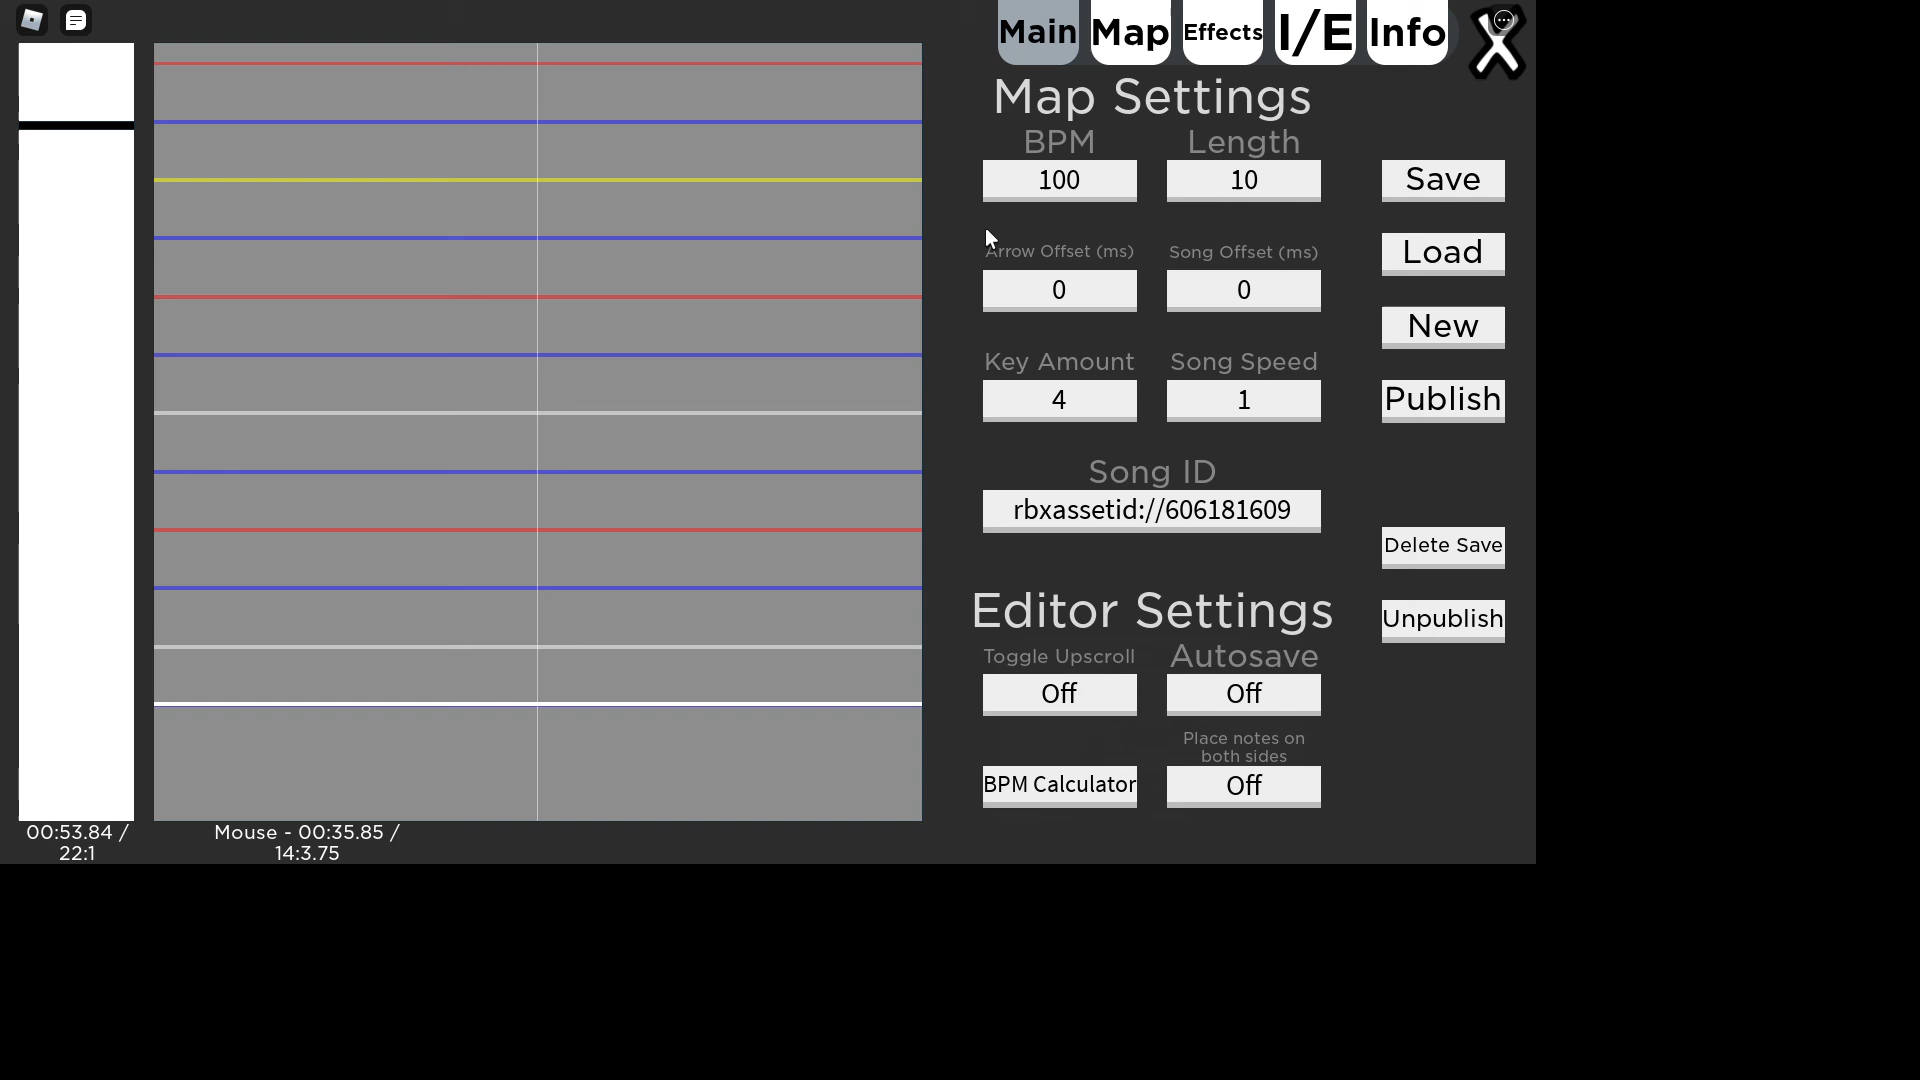 Main Map Effects I/E Info X
Map Settings
BPM Length
100 10 Save
Arrow Offset (ms) Song Offset (ms) Load
0 0
New
Key Amount Song Speed
4 1 Publish
Song ID
rbxassetid://606181609
Delete Save
Editor Settings Unpublish
Toggle Upscroll Autosave
Off Off
Place notes on
both sides
BPM Calculator Off
00:53.84 / Mouse - 00:35.85 /
22:1 14:3.75